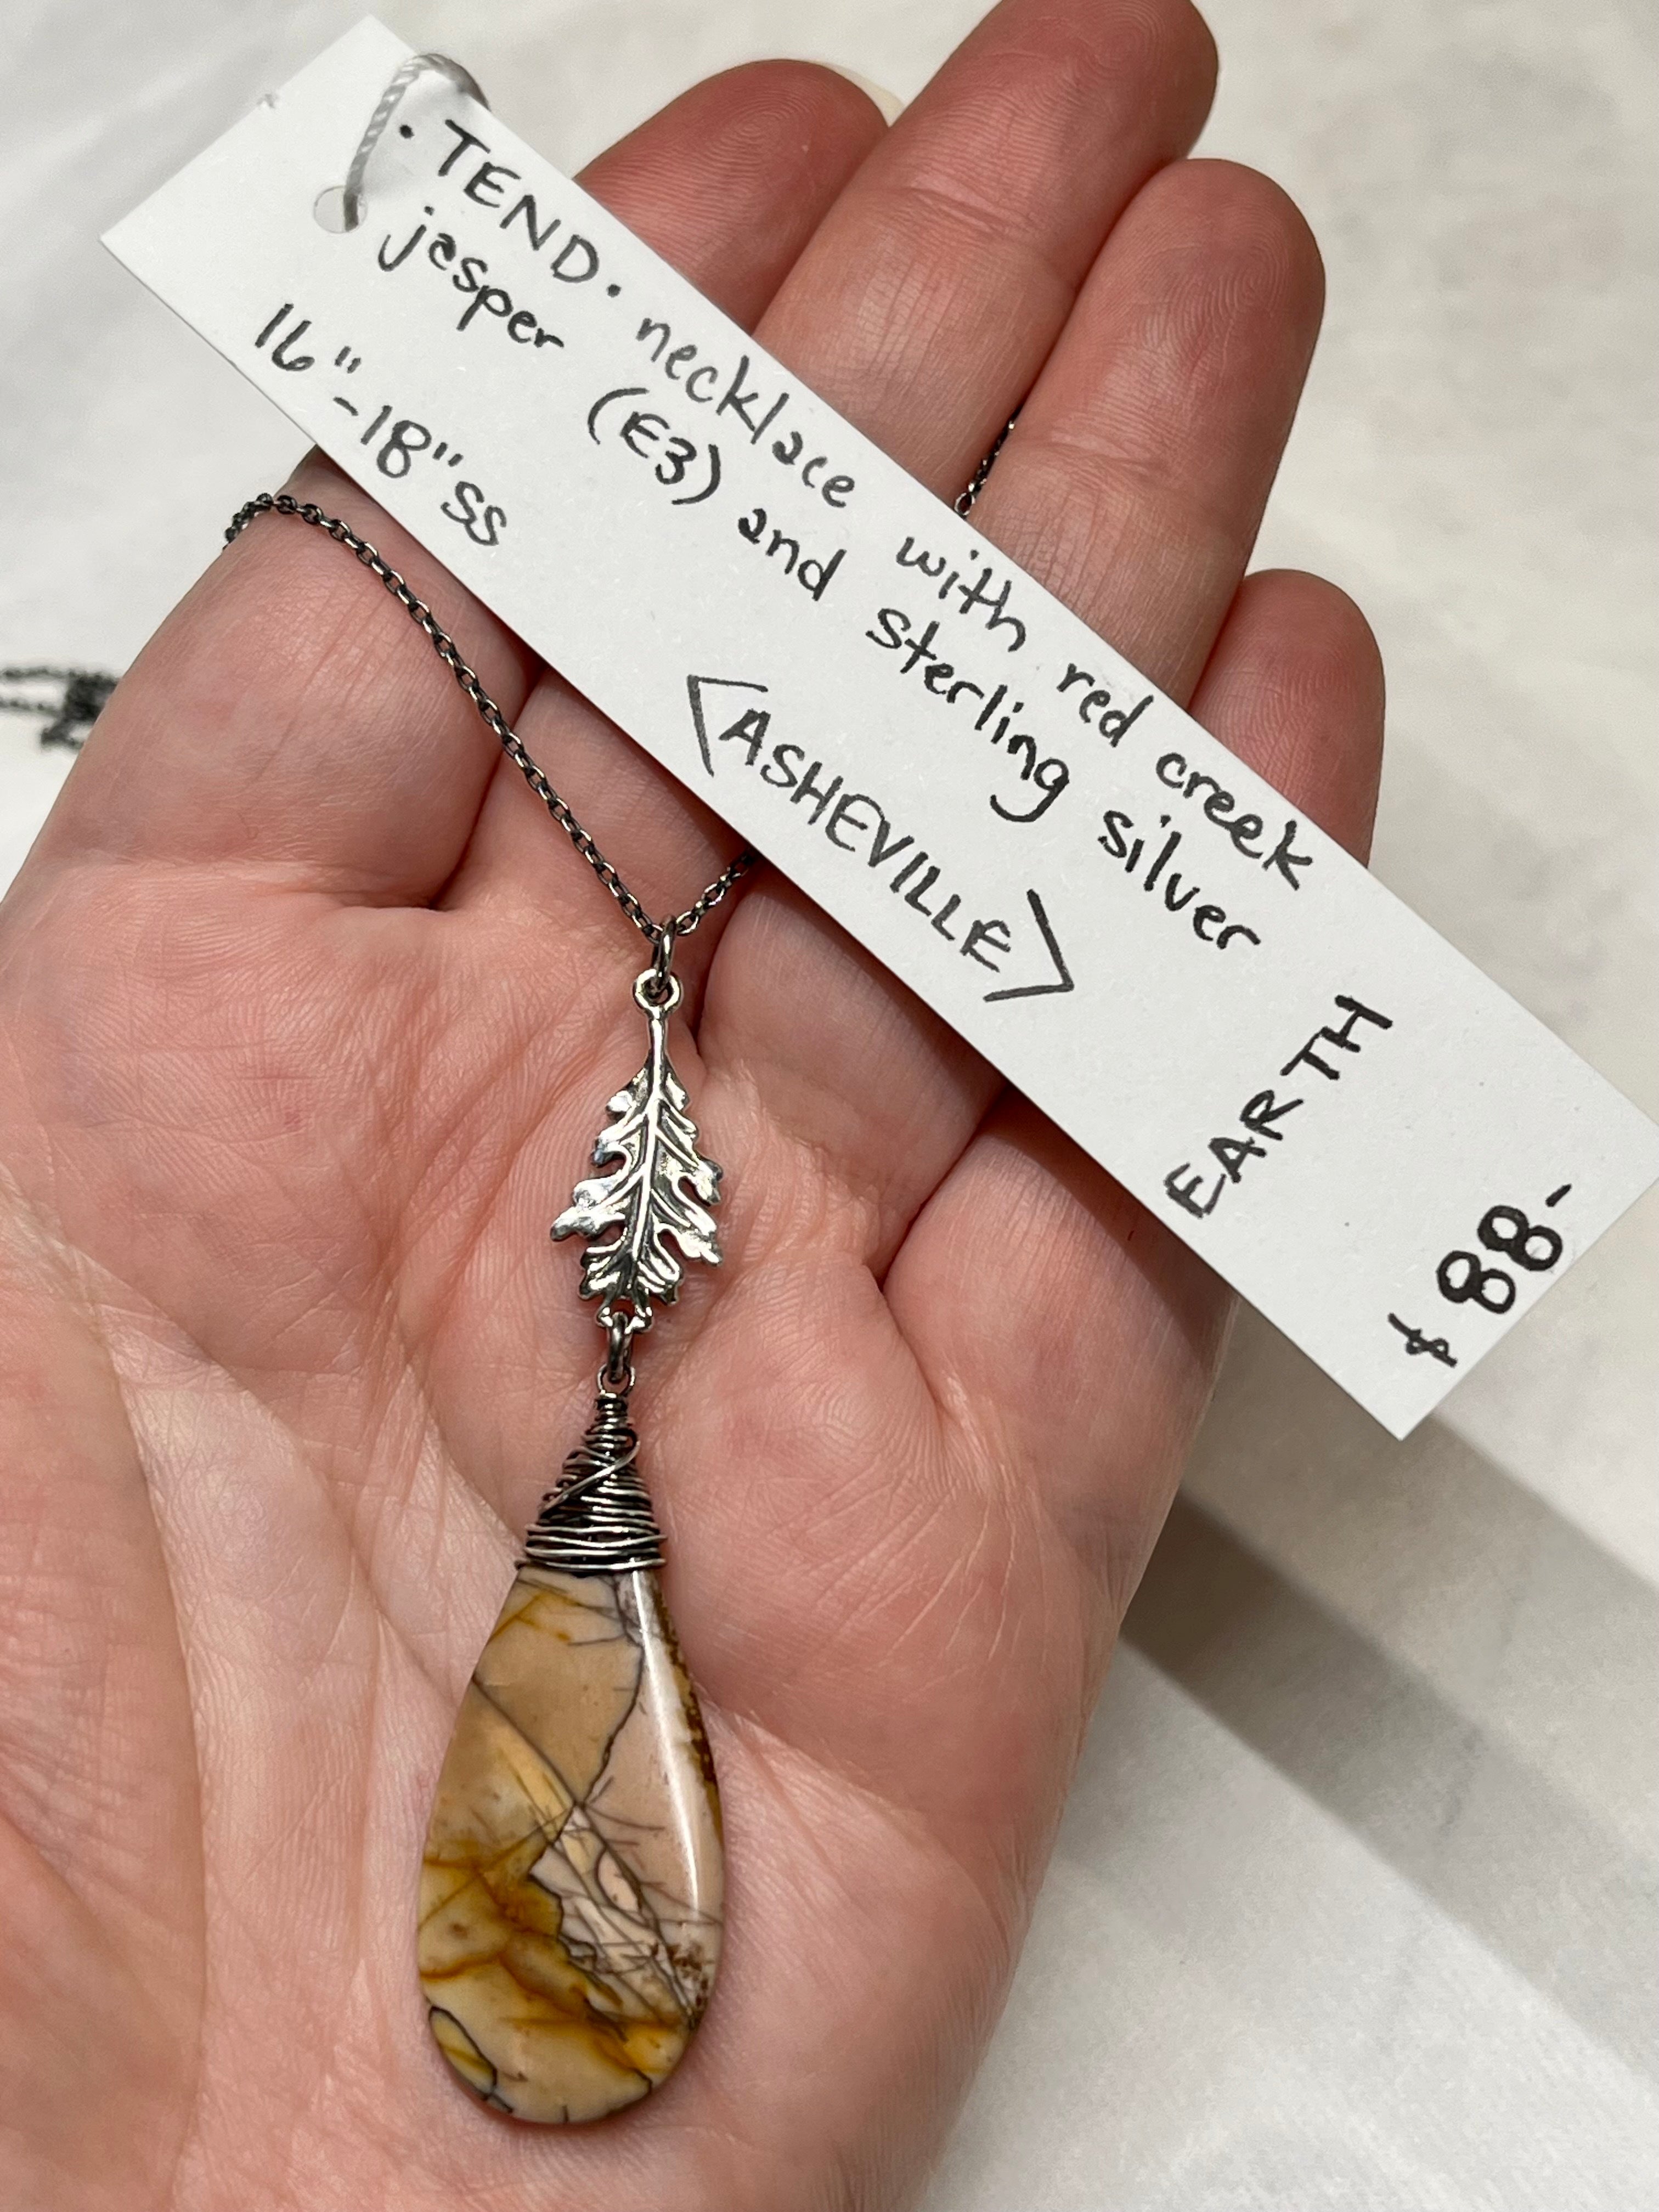 · TEND. necklace with red creek
jasper (E3) and sterling silver
16"-18" SS
<ASHEVILLE>
EARTH
$88-